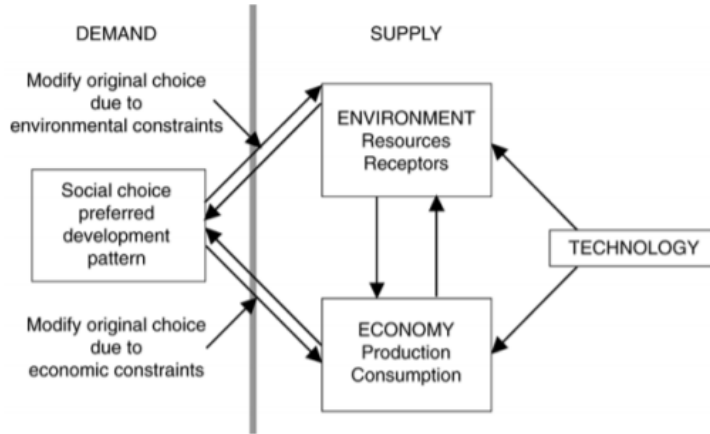 DEMAND
SUPPLY
Modify original choice
due to
environmental constraints
ENVIRONMENT
Resources
Receptors
Social choice
preferred
development
pattern
TECHNOLOGY
Modify original choice
due to
economic constraints
ECONOMY
Production
Consumption